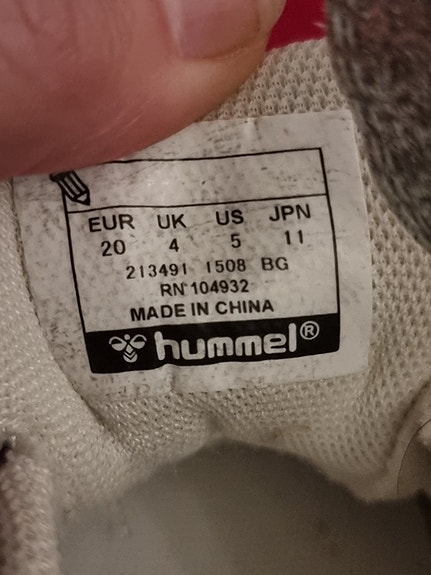 EUR UK US JPN
20 4 5 11
213491 1508 BG
RN 104932
MADE IN CHINA
hummel®